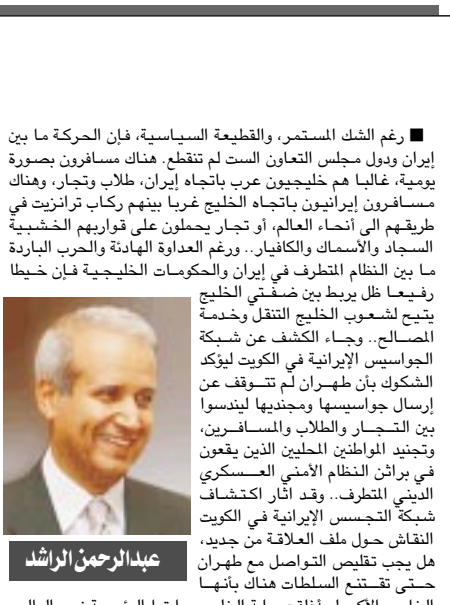 ■ رغم الشك المستمر، والقطيعة السياسية، فإن الحركة ما بين
إيران ودول مجلس التعاون الست لم تنقطع. هناك مسافرون بصورة
يومية، غالبا هم خليجيون عرب باتجاه إيران، طلاب وتجار، وهناك
مسافرون إيرانيون باتجاه الخليج غربا بينهم ركاب ترانزيت في
طريقهم الى أنحاء العالم، أو تجار يحملون على قواربهم الخشبية
السجاد والأسماك والكافيار.. ورغم العداوة الهادئة والحرب الباردة
ما بين النظام المتطرف في إيران والحكومات الخليجية فإن خيطا
رفيعا ظل يربط بين ضفتي الخليج
يتيح لشعوب الخليج التنقل وخدمة
المصالح.. وجاء الكشف عن شبكة
الجواسيس الإيرانية في الكويت ليؤكد
الشكوك بأن طهران لم تتوقف عن
إرسال جواسيسها ومجنديها ليندسوا
بين التجار والطلاب والمسافرين،
وتجنيد المواطنين المحليين الذين يقعون
في براثن النظام الأمني العسكري
الديني المتطرف.. وقد اثار اكتشاف
شبكة التجسس الإيرانية في الكويت
النقاش حول ملف العلاقة من جديد،
هل يجب تقليص التواصل مع طهران
حتى تقتنع السلطات هناك بأنها
عبدالرحمن الراشد